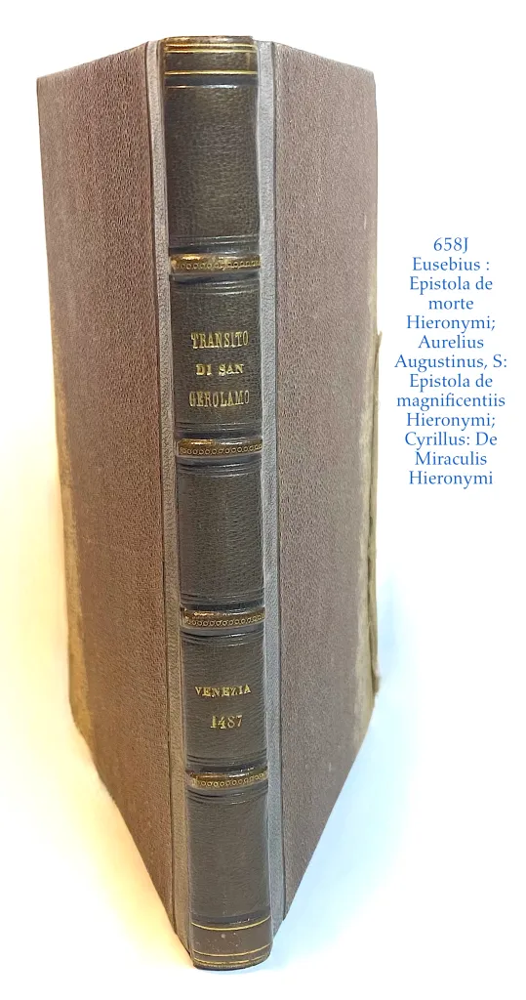 TRANSITO
DI SAN
GEROLAMO
VENEZIA
1487
658J
Eusebius :
Epistola de
morte
Hieronymi;
Aurelius
Augustinus, S:
Epistola de
magnificentiis
Hieronymi;
Cyrillus: De
Miraculis
Hieronymi